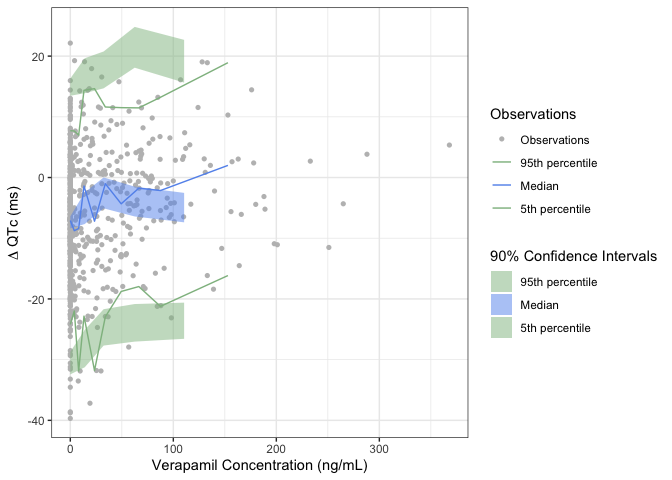 20
0
-20
-40
Δ QTc (ms)
0
100
200
300
Verapamil Concentration (ng/mL)
Observations
Observations
95th percentile
Median
5th percentile
90% Confidence Intervals
95th percentile
Median
5th percentile